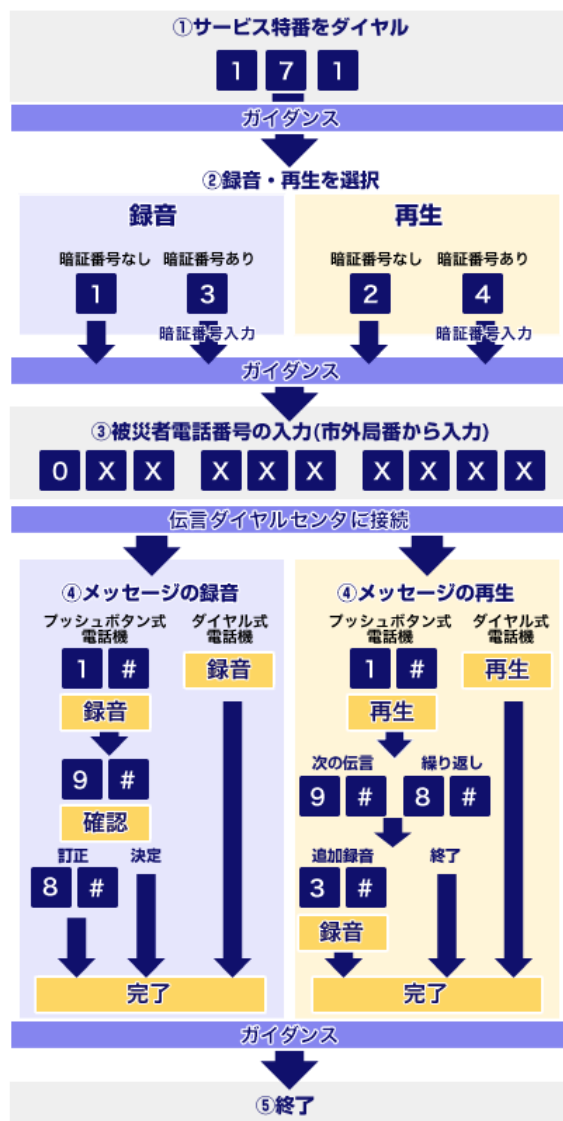 ①サービス特番をダイヤル
1 7 1
ガイダンス
②録音・再生を選択
録音
暗証番号なし 暗証番号あり
1 3
暗証番号入力
再生
暗証番号なし 暗証番号あり
2 4
暗証番号入力
ガイダンス
③被災者電話番号の入力(市外局番から入力)
0 X X X X X X X X X
伝言ダイヤルセンタに接続
④メッセージの録音
プッシュボタン式
電話機
ダイヤル式
電話機
1 #
録音
録音
9 #
確認
訂正 決定
8 #
完了
④メッセージの再生
プッシュボタン式
電話機
ダイヤル式
電話機
1 #
再生
再生
次の伝言 繰り返し
9 # 8 #
追加録音 終了
3 #
録音
完了
ガイダンス
⑤終了